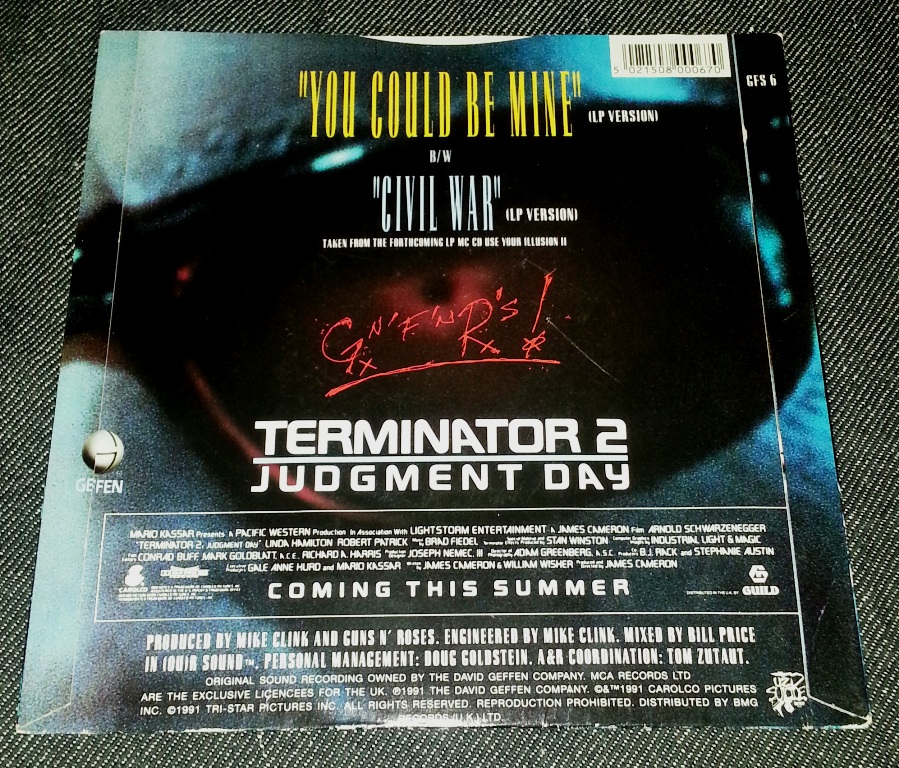 5 021508 000670
GFS 6
"YOU COULD BE MINE" (LP VERSION)
B/W
"CIVIL WAR" (LP VERSION)
TAKEN FROM THE FORTHCOMING LP MC CD USE YOUR ILLUSION II
G N' F' N R's!
TERMINATOR 2
JUDGMENT DAY
GEFFEN
MARIO KASSAR Presents A PACIFIC WESTERN Production In Association With LIGHTSTORM ENTERTAINMENT A JAMES CAMERON Film ARNOLD SCHWARZENEGGER
"TERMINATOR 2: JUDGMENT DAY" LINDA HAMILTON ROBERT PATRICK BRAD FIEDEL STAN WINSTON INDUSTRIAL LIGHT & MAGIC
CONRAD BUFF MARK GOLDBLATT, A.C.E. RICHARD A. HARRIS JOSEPH NEMEC, III ADAM GREENBERG, A.S.C. B.J. RACK and STEPHANIE AUSTIN
GALE ANNE HURD and MARIO KASSAR JAMES CAMERON & WILLIAM WISHER JAMES CAMERON
CAROLCO
COMING THIS SUMMER
DISTRIBUTED IN THE U.K. BY GUILD
PRODUCED BY MIKE CLINK AND GUNS N' ROSES. ENGINEERED BY MIKE CLINK. MIXED BY BILL PRICE
IN (OU)R SOUND™. PERSONAL MANAGEMENT: DOUG GOLDSTEIN. A&R COORDINATION: TOM ZUTAUT.
ORIGINAL SOUND RECORDING OWNED BY THE DAVID GEFFEN COMPANY. MCA RECORDS LTD
ARE THE EXCLUSIVE LICENCEES FOR THE UK. ℗1991 THE DAVID GEFFEN COMPANY. ©&™1991 CAROLCO PICTURES
INC. ©1991 TRI-STAR PICTURES INC. ALL RIGHTS RESERVED. REPRODUCTION PROHIBITED. DISTRIBUTED BY BMG
RECORDS (U.K.) LTD.